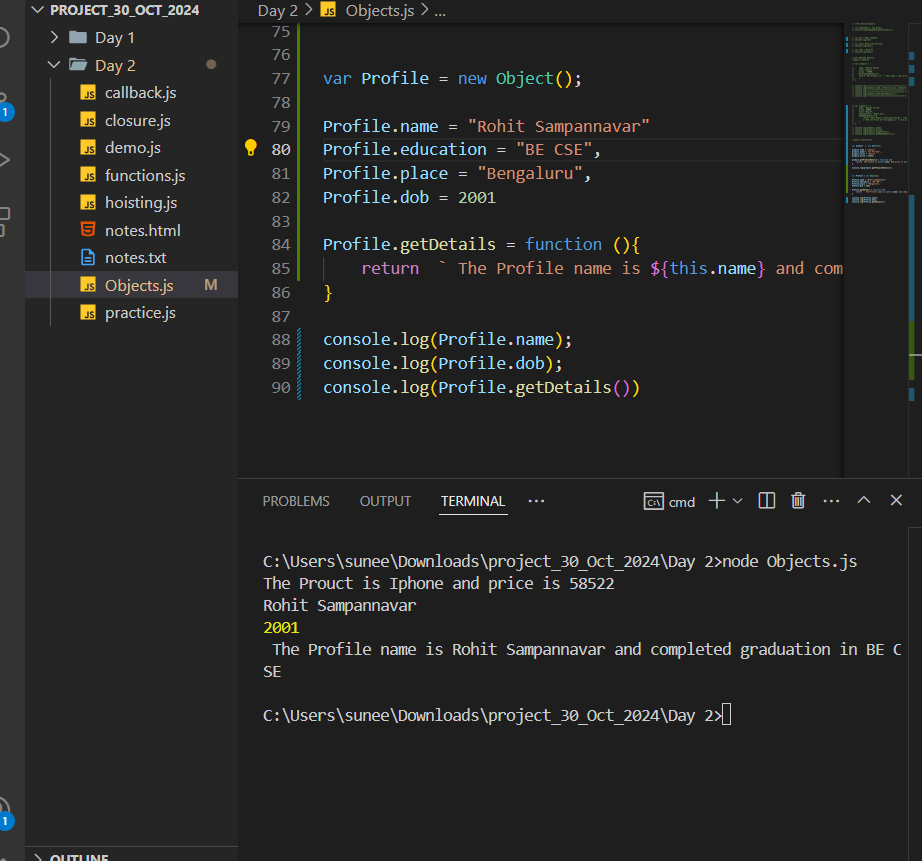 PROJECT_30_OCT_2024
Day 1
Day 2
callback.js
closure.js
demo.js
functions.js
hoisting.js
notes.html
notes.txt
Objects.js M
practice.js
OUTLINE
1
1
Day 2 > JS Objects.js > ...
75
76
77 var Profile = new Object();
78
79 Profile.name = "Rohit Sampannavar"
80 Profile.education = "BE CSE",
81 Profile.place = "Bengaluru",
82 Profile.dob = 2001
83
84 Profile.getDetails = function (){
85 return ` The Profile name is ${this.name} and com
86 }
87
88 console.log(Profile.name);
89 console.log(Profile.dob);
90 console.log(Profile.getDetails())
PROBLEMS OUTPUT TERMINAL ... cmd
C:\Users\sunee\Downloads\project_30_Oct_2024\Day 2>node Objects.js
The Prouct is Iphone and price is 58522
Rohit Sampannavar
2001
The Profile name is Rohit Sampannavar and completed graduation in BE C
SE
C:\Users\sunee\Downloads\project_30_Oct_2024\Day 2>